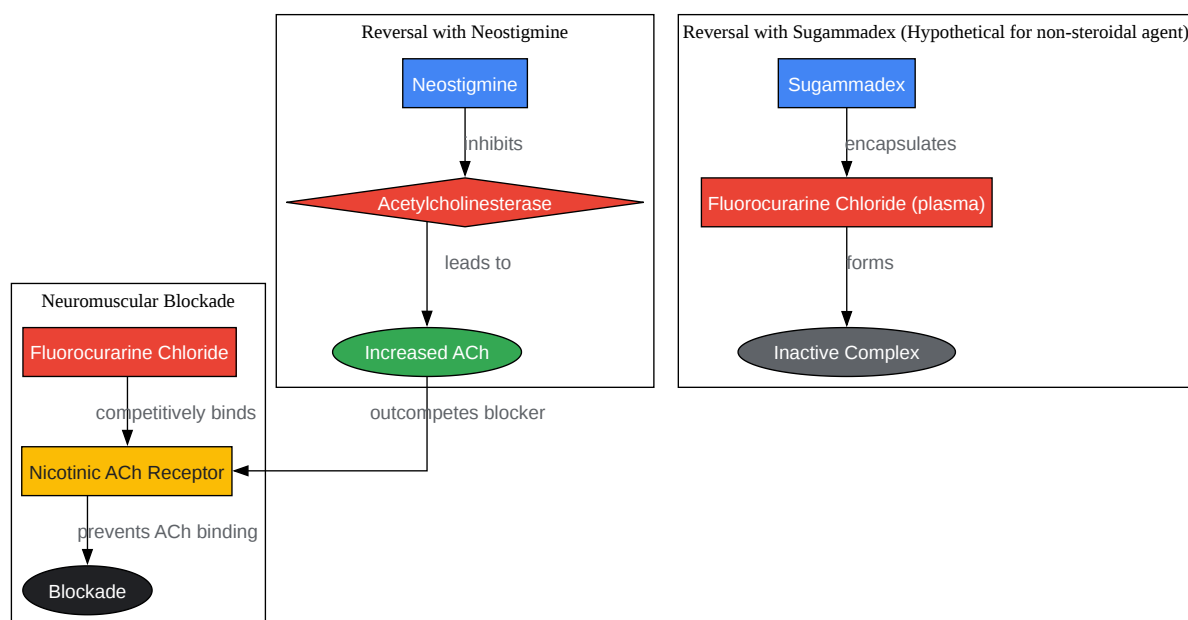 Reversal with Neostigmine
Neostigmine
inhibits
Acetylcholinesterase
leads to
Increased ACh
outcompetes blocker
Reversal with Sugammadex (Hypothetical for non-steroidal agent)
Sugammadex
encapsulates
Fluorocurarine Chloride (plasma)
forms
Inactive Complex
Neuromuscular Blockade
Fluorocurarine Chloride
competitively binds
Nicotinic ACh Receptor
prevents ACh binding
Blockade